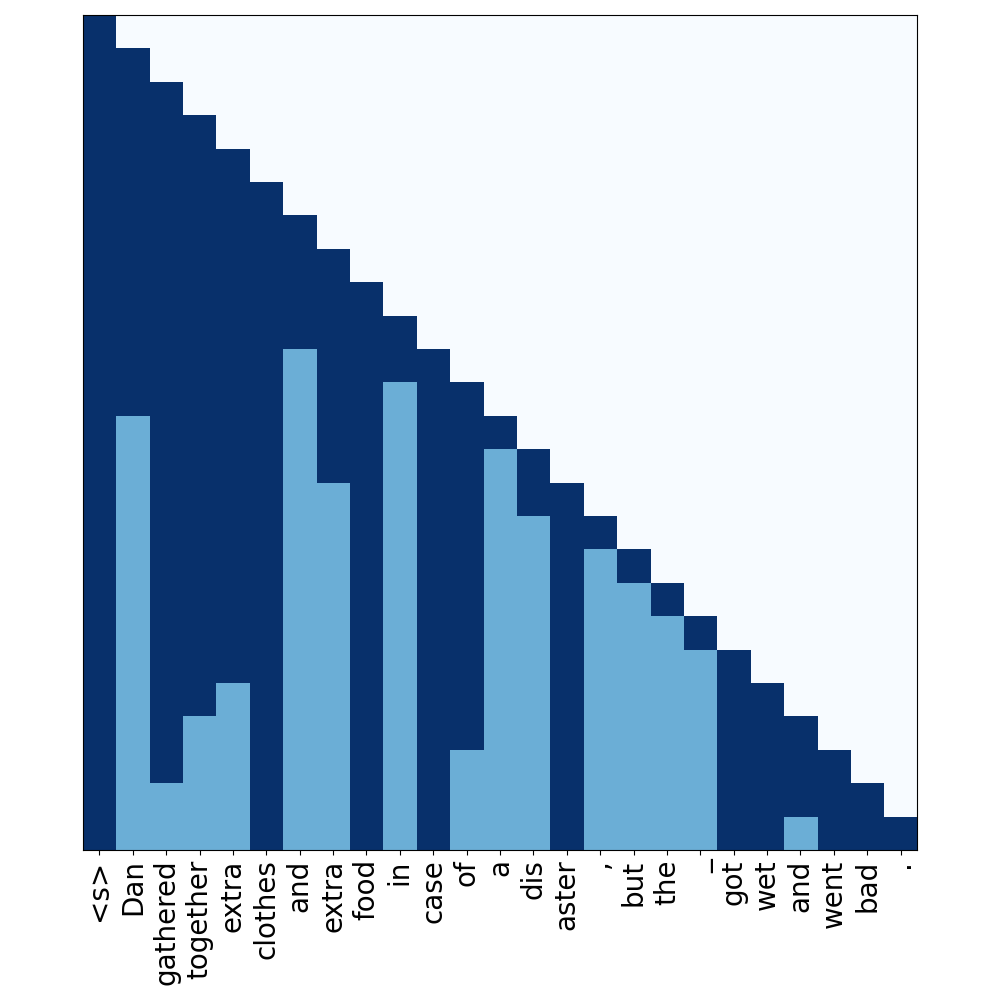 <s> Dan gathered together extra clothes and extra food in case of a dis aster , but the _ got wet and went bad .